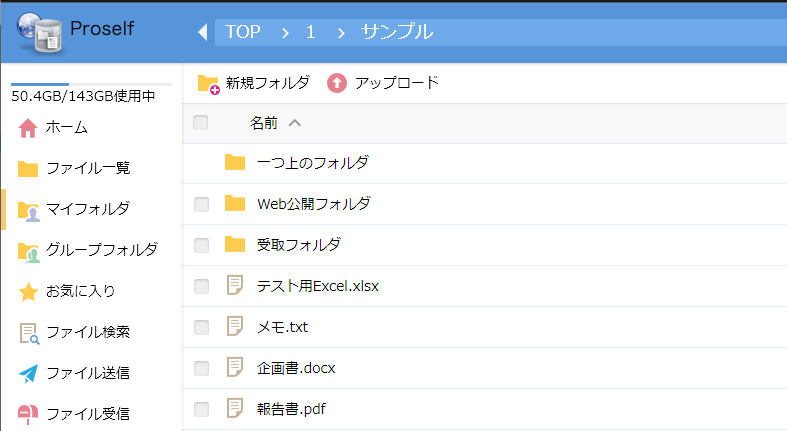 Proself
TOP 1 サンプル
50.4GB/143GB使用中
ホーム
ファイル一覧
マイフォルダ
グループフォルダ
お気に入り
ファイル検索
ファイル送信
ファイル受信
新規フォルダ アップロード
名前
一つ上のフォルダ
Web公開フォルダ
受取フォルダ
テスト用Excel.xlsx
メモ.txt
企画書.docx
報告書.pdf